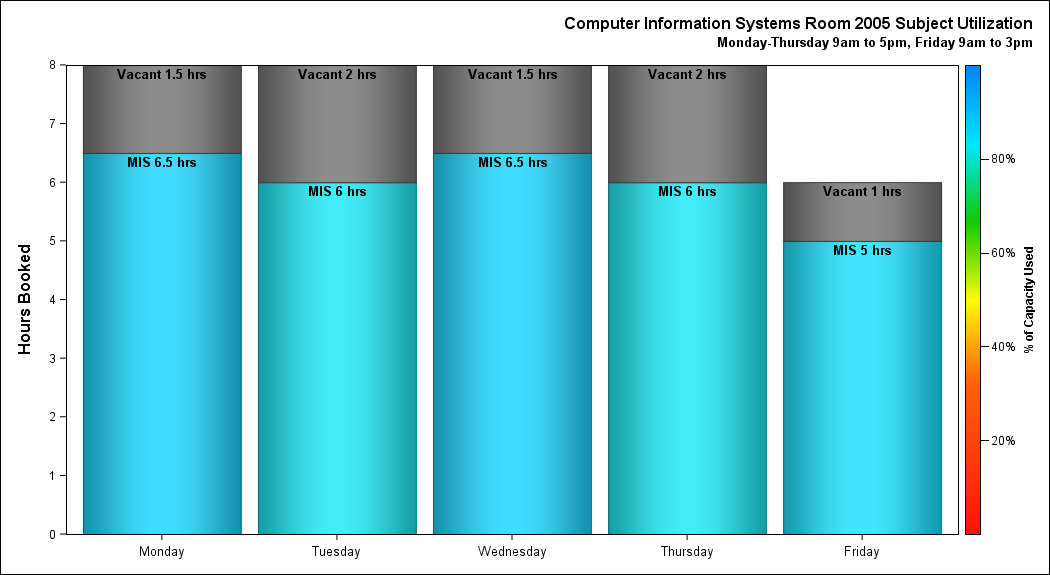 Computer Information Systems Room 2005 Subject Utilization
Monday-Thursday 9am to 5pm, Friday 9am to 3pm
Hours Booked
8
7
6
5
4
3
2
1
0
Vacant 1.5 hrs
MIS 6.5 hrs
Vacant 2 hrs
MIS 6 hrs
Vacant 1.5 hrs
MIS 6.5 hrs
Vacant 2 hrs
MIS 6 hrs
Vacant 1 hrs
MIS 5 hrs
Monday
Tuesday
Wednesday
Thursday
Friday
80%
60%
40%
20%
% of Capacity Used